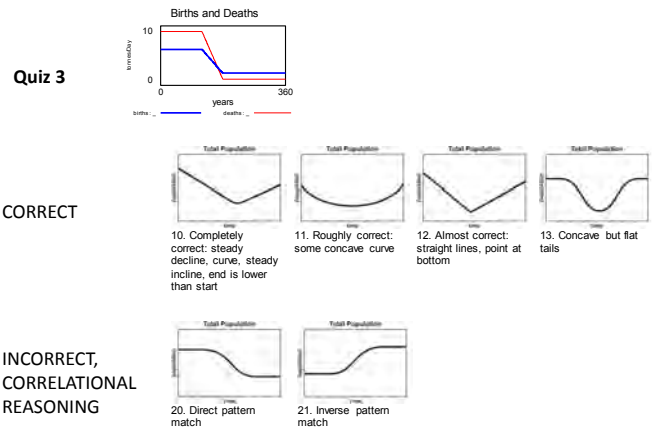 Births and Deaths
10
tonnes/Day
0
0
360
years
births : _
deaths : _
Quiz 3
CORRECT
Total Population
Total Population
Total Population
Total Population
time
time
time
10. Completely
correct: steady
decline, curve, steady
incline, end is lower
than start
11. Roughly correct:
some concave curve
12. Almost correct:
straight lines, point at
bottom
13. Concave but flat
tails
INCORRECT,
CORRELATIONAL
REASONING
Total Population
Total Population
20. Direct pattern
match
21. Inverse pattern
match